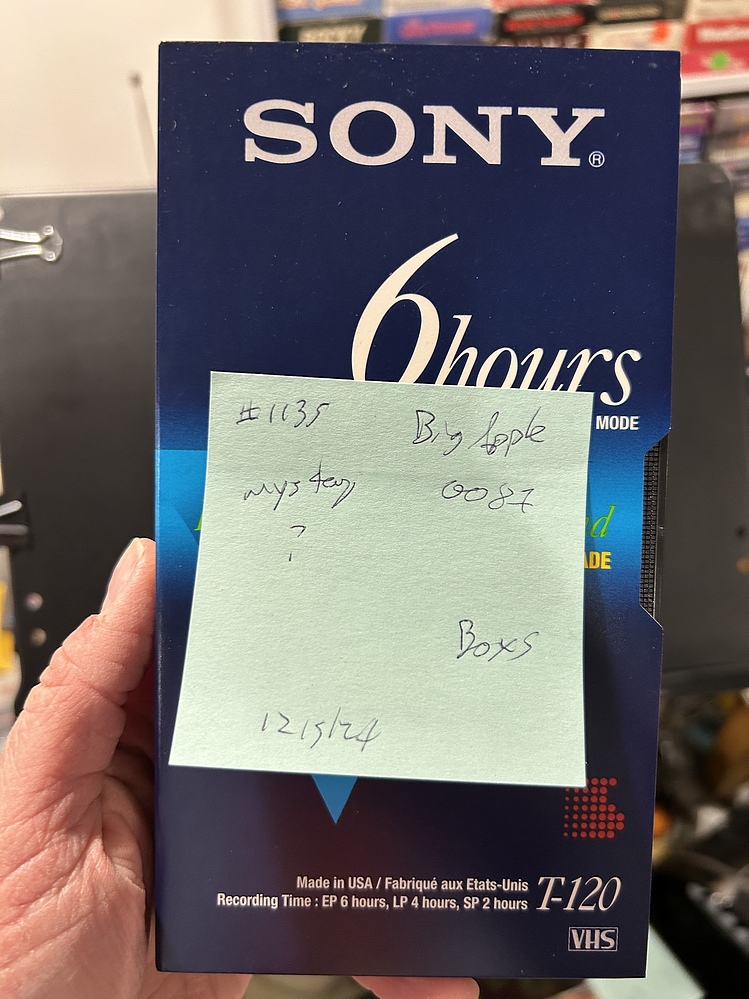 SONY®
6 hours
MODE
#1135 Big Apple
mystery 0087
?
nd
ADE
Boxs
12/5/24
Made in USA / Fabriqué aux Etats-Unis T-120
Recording Time : EP 6 hours, LP 4 hours, SP 2 hours
VHS